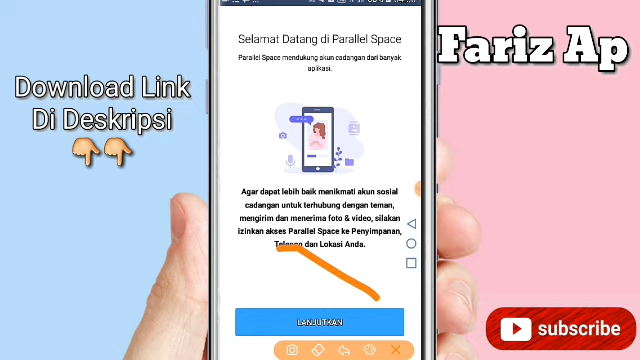 Fariz Ap
Download Link
Di Deskripsi
Selamat Datang di Parallel Space
Parallel Space mendukung akun cadangan dari banyak
aplikasi.
Agar dapat lebih baik menikmati akun sosial
cadangan untuk terhubung dengan teman,
mengirim dan menerima foto & video, silakan
izinkan akses Parallel Space ke Penyimpanan,
Telepon dan Lokasi Anda.
LANJUTKAN
subscribe